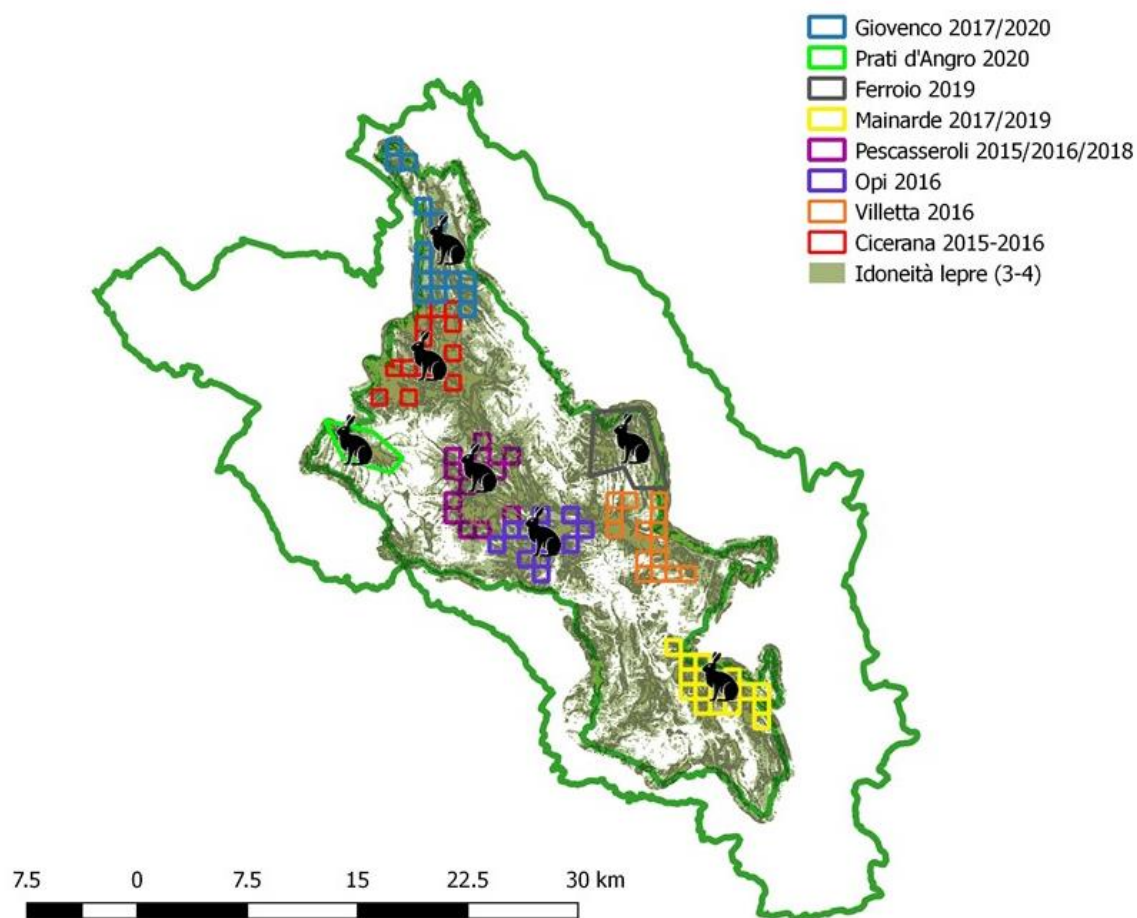 Giovenco 2017/2020
Prati d'Angro 2020
Ferroio 2019
Mainarde 2017/2019
Pescasseroli 2015/2016/2018
Opi 2016
Villetta 2016
Cicerana 2015-2016
Idoneità lepre (3-4)
7.5 0 7.5 15 22.5 30 km